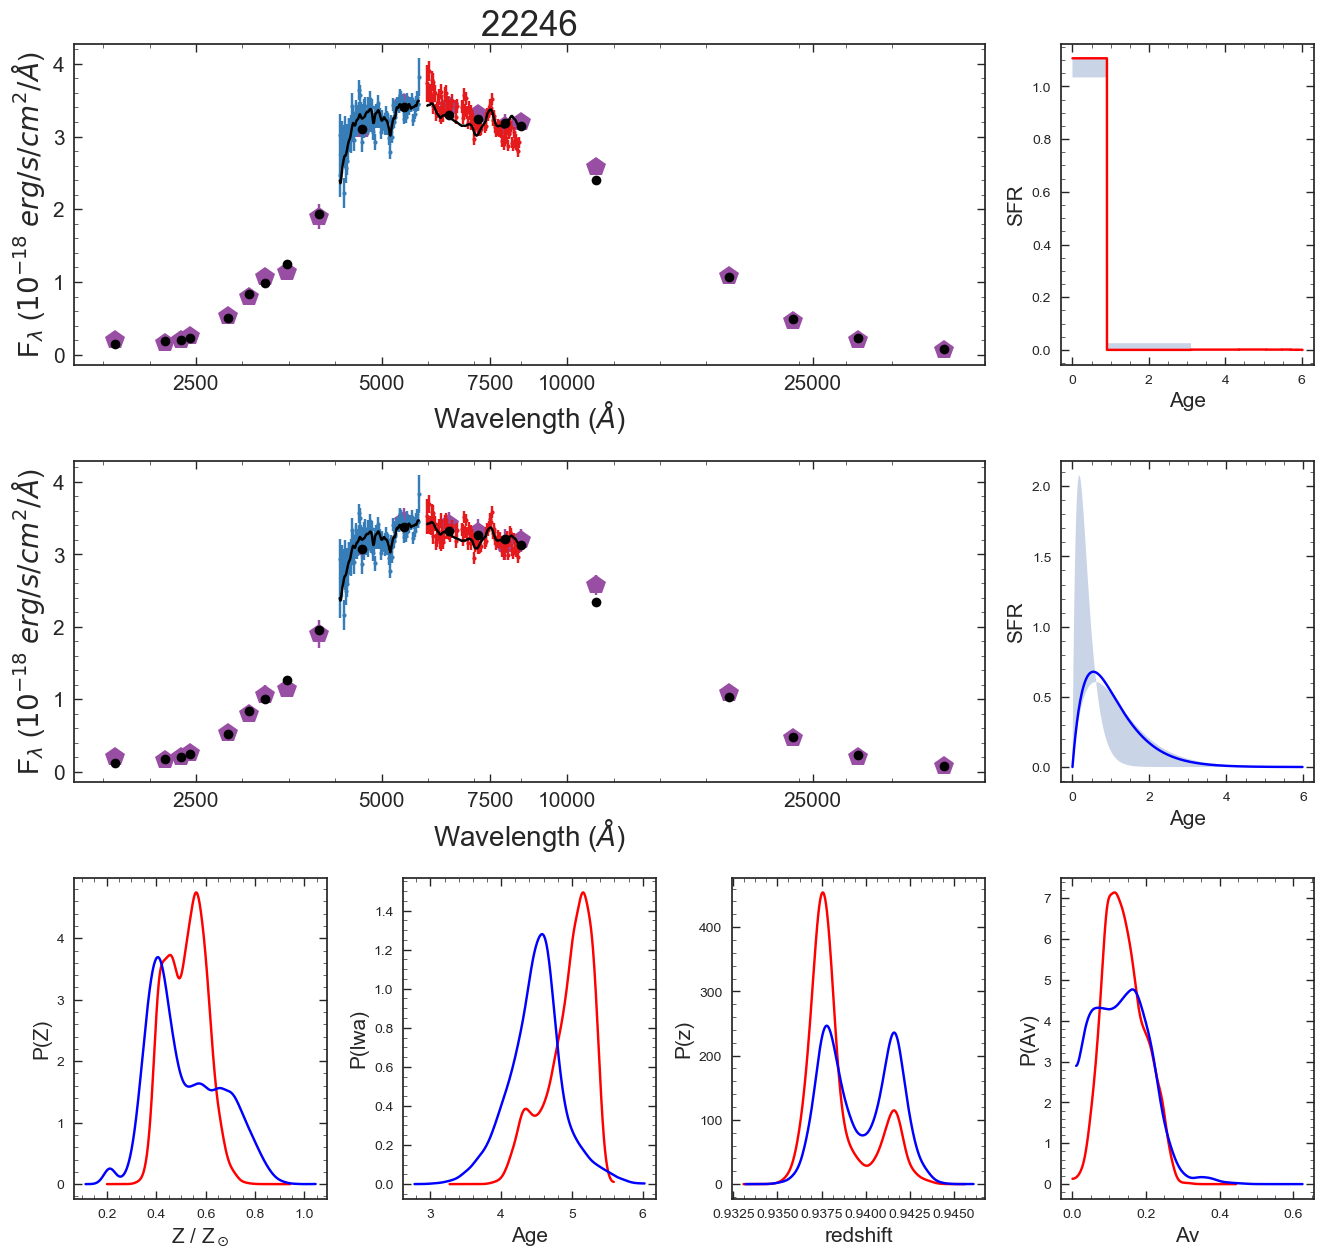 22246
4
3
2
1
0
F_λ (10^{-18} erg/s/cm^2/Å)
2500 5000 7500 10000 25000
Wavelength (Å)
1.0
0.8
0.6
0.4
0.2
0.0
SFR
0 2 4 6
Age
4
3
2
1
0
F_λ (10^{-18} erg/s/cm^2/Å)
2500 5000 7500 10000 25000
Wavelength (Å)
2.0
1.5
1.0
0.5
0.0
SFR
0 2 4 6
Age
4
3
2
1
0
P(Z)
0.2 0.4 0.6 0.8 1.0
Z / Z_⊙
1.4
1.2
1.0
0.8
0.6
0.4
0.2
0.0
P(lwa)
3 4 5 6
Age
400
300
200
100
0
P(z)
0.9325 0.9350 0.9375 0.9400 0.9425 0.9450
redshift
7
6
5
4
3
2
1
0
P(Av)
0.0 0.2 0.4 0.6
Av